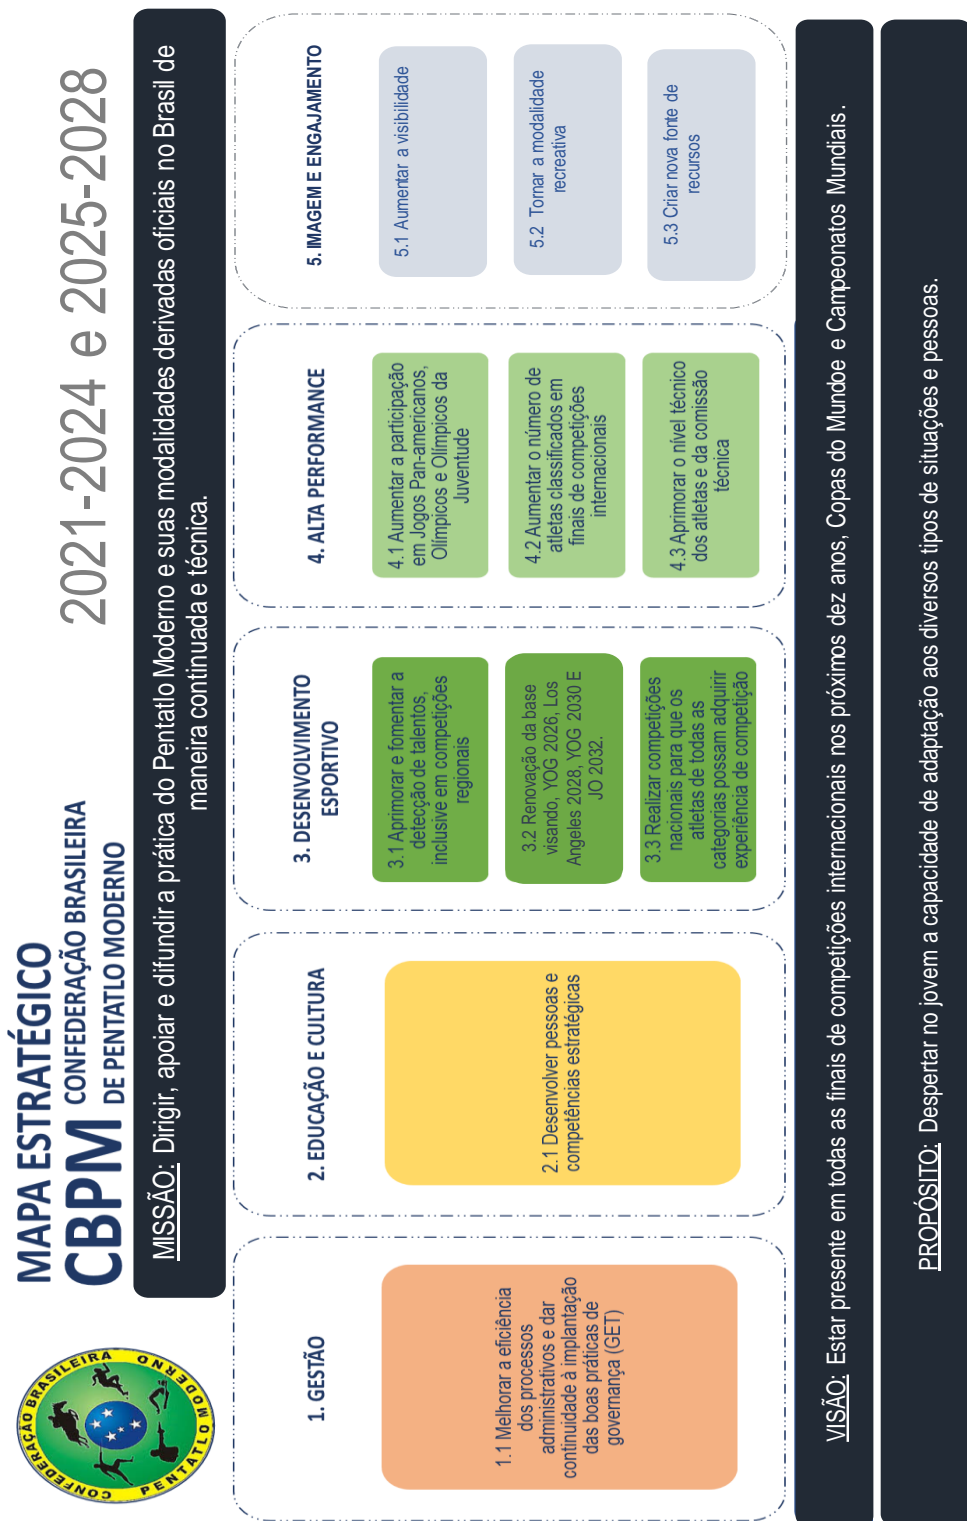 CONFEDERAÇÃO BRASILEIRA
PENTATLO MODERNO
MAPA ESTRATÉGICO
CBPM CONFEDERAÇÃO BRASILEIRA
DE PENTATLO MODERNO
2021-2024 e 2025-2028
MISSÃO: Dirigir, apoiar e difundir a prática do Pentatlo Moderno e suas modalidades derivadas oficiais no Brasil de
maneira continuada e técnica.
1. GESTÃO
1.1 Melhorar a eficiência
dos processos
administrativos e dar
continuidade à implantação
das boas práticas de
governança (GET)
2. EDUCAÇÃO E CULTURA
2.1 Desenvolver pessoas e
competências estratégicas
3. DESENVOLVIMENTO
ESPORTIVO
3.1 Aprimorar e fomentar a
detecção de talentos,
inclusive em competições
regionais
3.2 Renovação da base
visando, YOG 2026, Los
Angeles 2028, YOG 2030 E
JO 2032.
3.3 Realizar competições
nacionais para que os
atletas de todas as
categorias possam adquirir
experiência de competição
4. ALTA PERFORMANCE
4.1 Aumentar a participação
em Jogos Pan-americanos,
Olímpicos e Olímpicos da
Juventude
4.2 Aumentar o número de
atletas classificados em
finais de competições
internacionais
4.3 Aprimorar o nível técnico
dos atletas e da comissão
técnica
5. IMAGEM E ENGAJAMENTO
5.1 Aumentar a visibilidade
5.2 Tornar a modalidade
recreativa
5.3 Criar nova fonte de
recursos
VISÃO: Estar presente em todas as finais de competições internacionais nos próximos dez anos, Copas do Mundoe e Campeonatos Mundiais.
PROPÓSITO: Despertar no jovem a capacidade de adaptação aos diversos tipos de situações e pessoas.